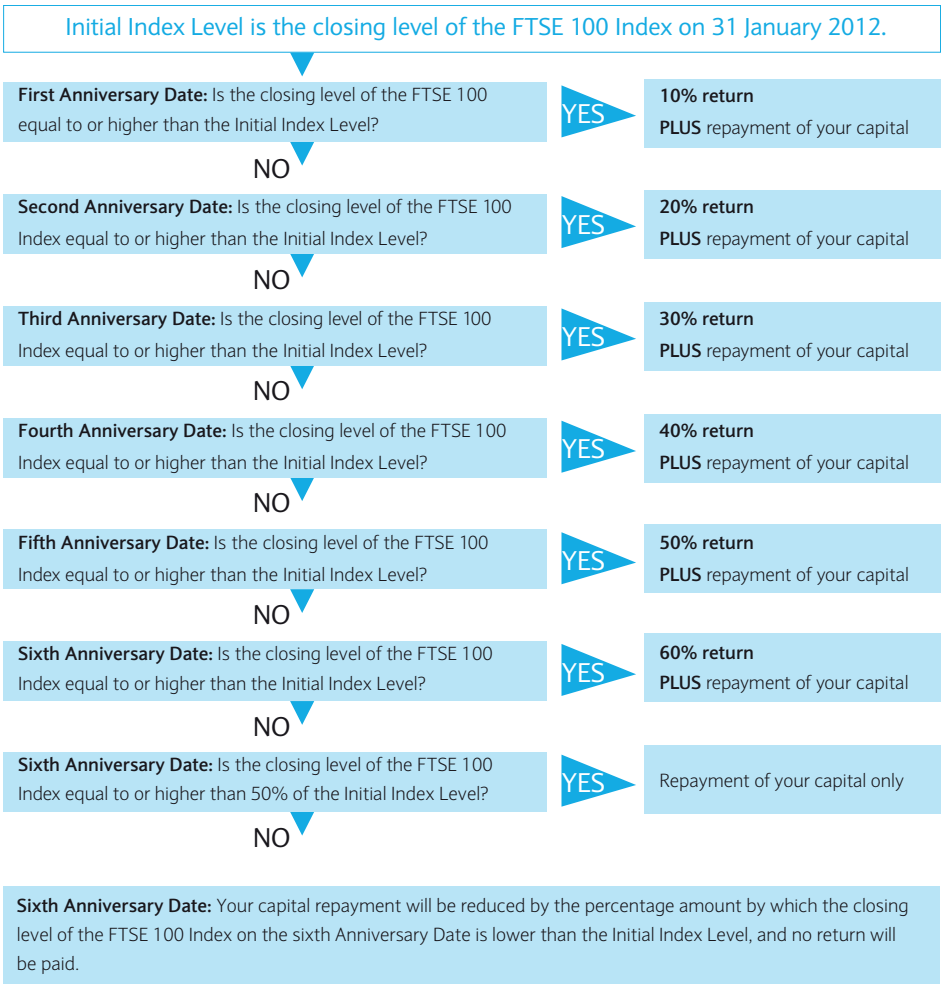 Initial Index Level is the closing level of the FTSE 100 Index on 31 January 2012.
First Anniversary Date: Is the closing level of the FTSE 100
equal to or higher than the Initial Index Level?
YES
10% return
PLUS repayment of your capital
NO
Second Anniversary Date: Is the closing level of the FTSE 100
Index equal to or higher than the Initial Index Level?
YES
20% return
PLUS repayment of your capital
NO
Third Anniversary Date: Is the closing level of the FTSE 100
Index equal to or higher than the Initial Index Level?
YES
30% return
PLUS repayment of your capital
NO
Fourth Anniversary Date: Is the closing level of the FTSE 100
Index equal to or higher than the Initial Index Level?
YES
40% return
PLUS repayment of your capital
NO
Fifth Anniversary Date: Is the closing level of the FTSE 100
Index equal to or higher than the Initial Index Level?
YES
50% return
PLUS repayment of your capital
NO
Sixth Anniversary Date: Is the closing level of the FTSE 100
Index equal to or higher than the Initial Index Level?
YES
60% return
PLUS repayment of your capital
NO
Sixth Anniversary Date: Is the closing level of the FTSE 100
Index equal to or higher than 50% of the Initial Index Level?
YES
Repayment of your capital only
NO
Sixth Anniversary Date: Your capital repayment will be reduced by the percentage amount by which the closing
level of the FTSE 100 Index on the sixth Anniversary Date is lower than the Initial Index Level, and no return will
be paid.